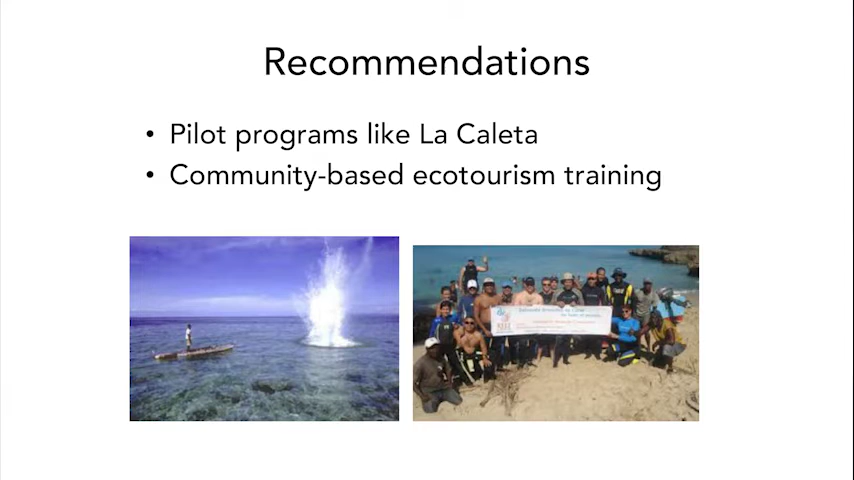 Recommendations
• Pilot programs like La Caleta
• Community-based ecotourism training